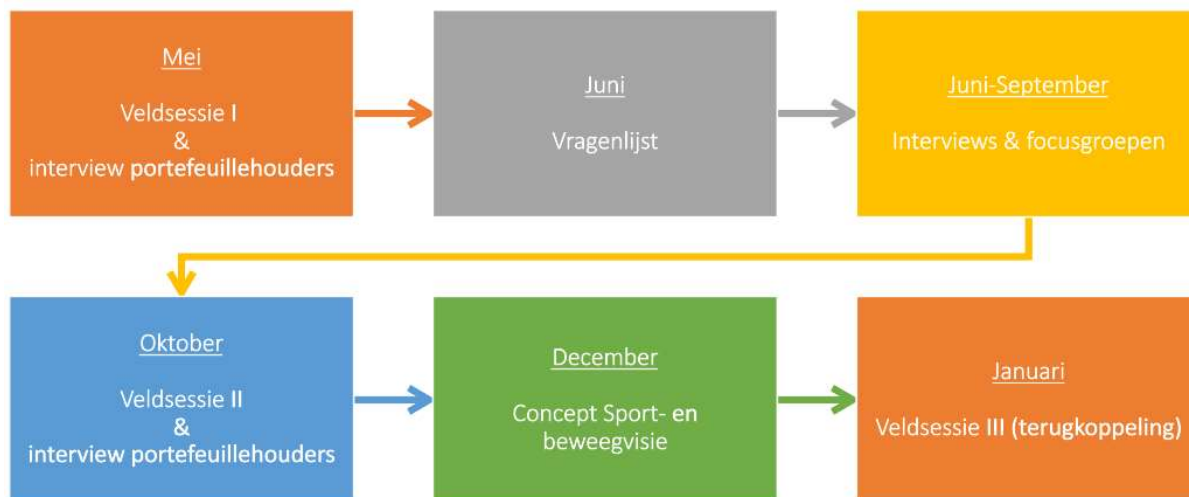 Mei
Veldsessie I
&
interview portefeuillehouders
Juni
Vragenlijst
Juni-September
Interviews & focusgroepen
Oktober
Veldsessie II
&
interview portefeuillehouders
December
Concept Sport- en
beweegvisie
Januari
Veldsessie III (terugkoppeling)